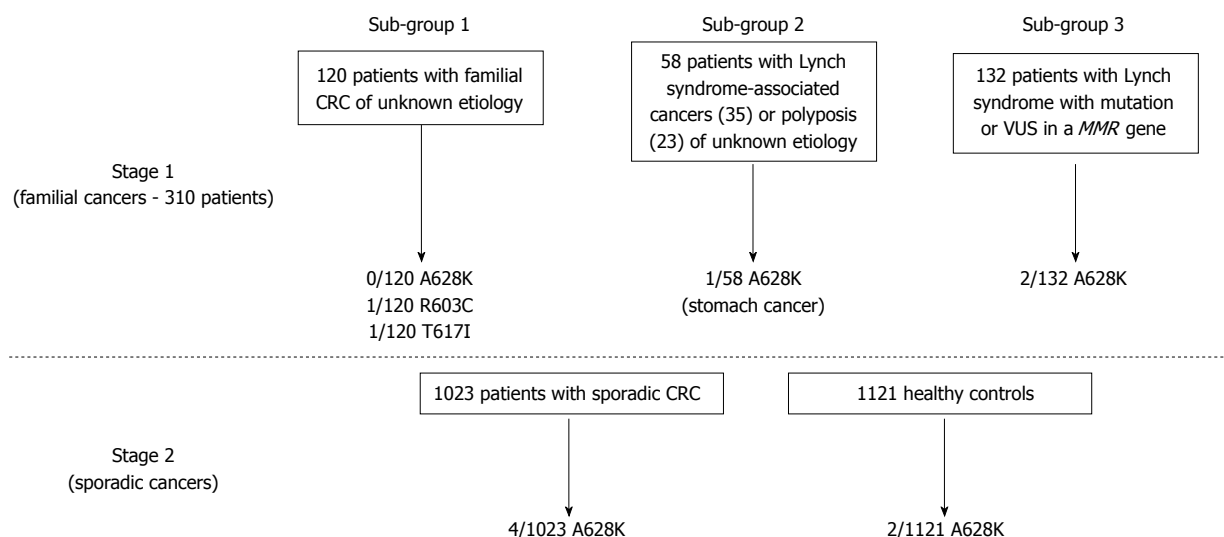 Sub-group 1
Sub-group 2
Sub-group 3
120 patients with familial
CRC of unknown etiology
58 patients with Lynch
syndrome-associated
cancers (35) or polyposis
(23) of unknown etiology
132 patients with Lynch
syndrome with mutation
or VUS in a MMR gene
Stage 1
(familial cancers - 310 patients)
0/120 A628K
1/120 R603C
1/120 T617I
1/58 A628K
(stomach cancer)
2/132 A628K
1023 patients with sporadic CRC
1121 healthy controls
Stage 2
(sporadic cancers)
4/1023 A628K
2/1121 A628K